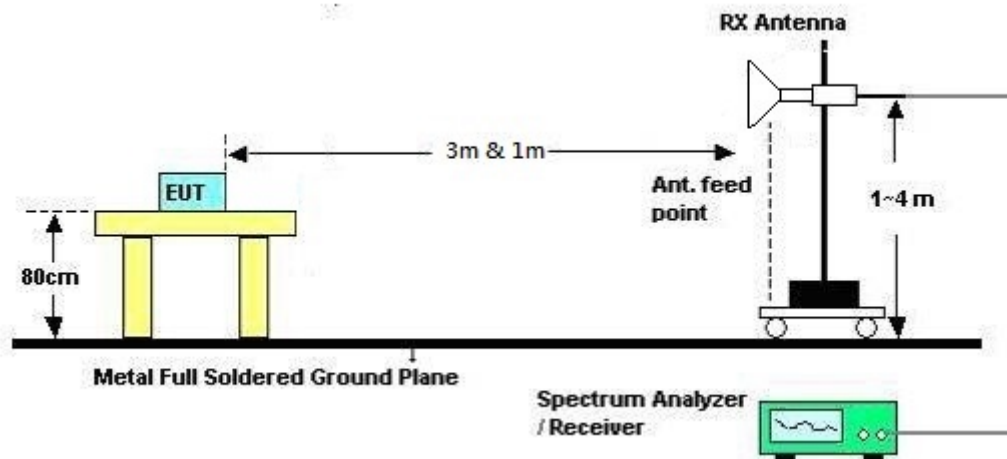 RX Antenna
3m & 1m
EUT
Ant. feed
point
1~4 m
80cm
Metal Full Soldered Ground Plane
Spectrum Analyzer
/ Receiver